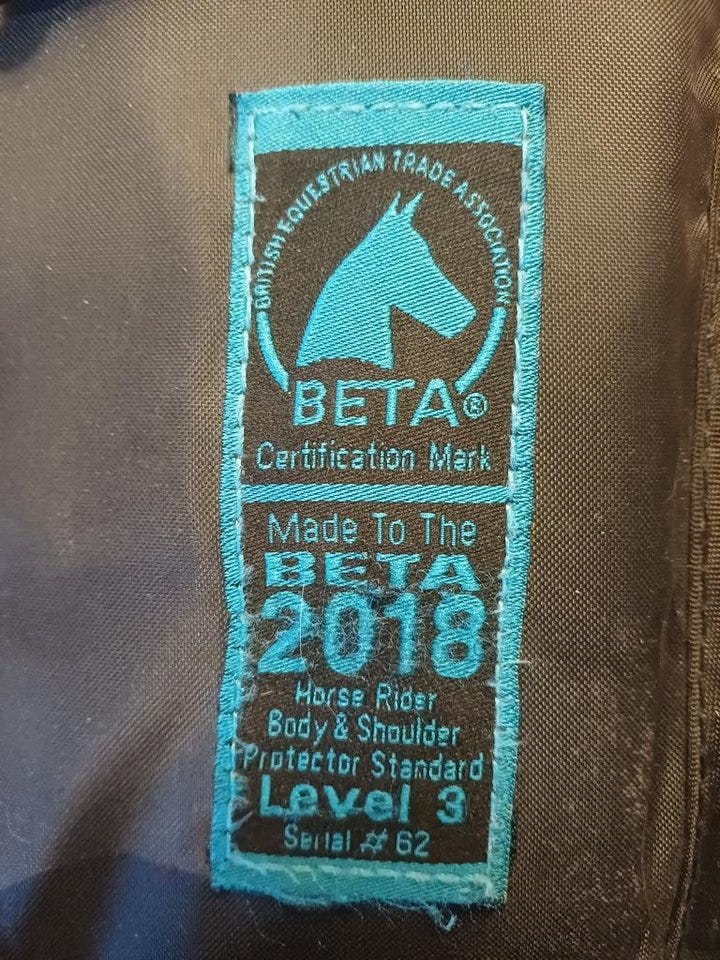 BRITISH EQUESTRIAN TRADE ASSOCIATION
BETA®
Certification Mark
Made To The
BETA
2018
Horse Rider
Body & Shoulder
Protector Standard
Level 3
Serial # 62